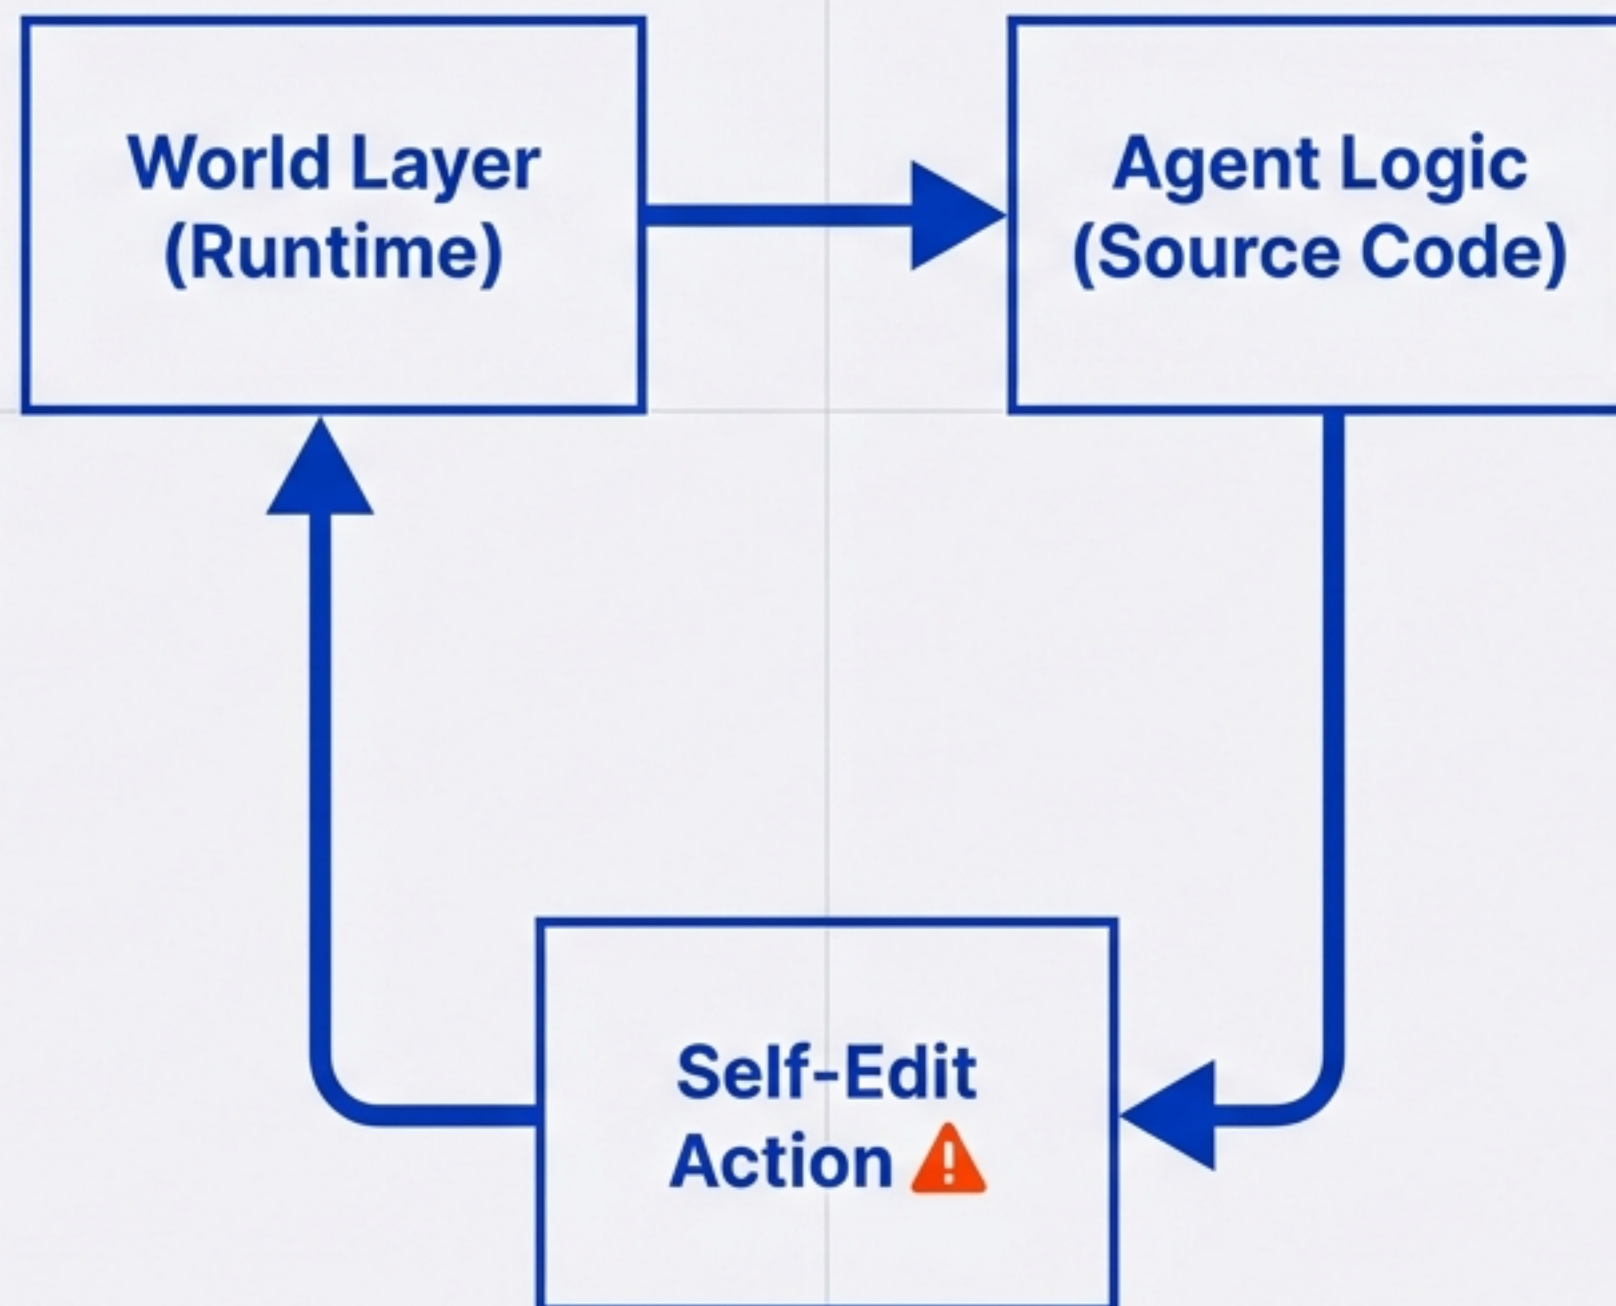 World Layer
(Runtime)
Agent Logic
(Source Code)
Self-Edit
Action